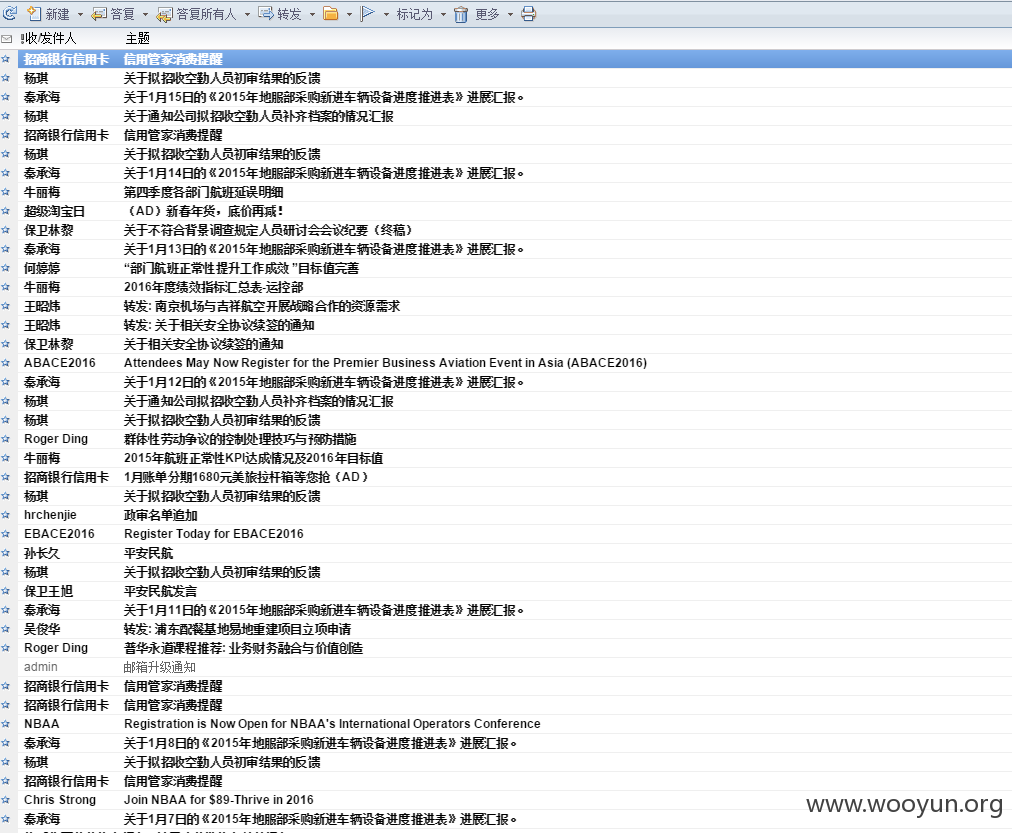 新建 答复 答复所有人 转发 标记为 更多
!收/发件人 主题
招商银行信用卡 信用管家消费提醒
杨琪 关于拟招收空勤人员初审结果的反馈
秦承海 关于1月15日的《2015年地服部采购新进车辆设备进度推进表》进展汇报。
杨琪 关于通知公司拟招收空勤人员补齐档案的情况汇报
招商银行信用卡 信用管家消费提醒
杨琪 关于拟招收空勤人员初审结果的反馈
秦承海 关于1月14日的《2015年地服部采购新进车辆设备进度推进表》进展汇报。
牛丽梅 第四季度各部门航班延误明细
超级淘宝日 （AD）新春年货，底价再减！
保卫林黎 关于不符合背景调查规定人员研讨会会议纪要（终稿）
秦承海 关于1月13日的《2015年地服部采购新进车辆设备进度推进表》进展汇报。
何婷婷 “部门航班正常性提升工作成效 ”目标值完善
牛丽梅 2016年度绩效指标汇总表-运控部
王昭炜 转发: 南京机场与吉祥航空开展战略合作的资源需求
王昭炜 转发: 关于相关安全协议续签的通知
保卫林黎 关于相关安全协议续签的通知
ABACE2016 Attendees May Now Register for the Premier Business Aviation Event in Asia (ABACE2016)
秦承海 关于1月12日的《2015年地服部采购新进车辆设备进度推进表》进展汇报。
杨琪 关于通知公司拟招收空勤人员补齐档案的情况汇报
杨琪 关于拟招收空勤人员初审结果的反馈
Roger Ding 群体性劳动争议的控制处理技巧与预防措施
牛丽梅 2015年航班正常性KPI达成情况及2016年目标值
招商银行信用卡 1月账单分期1680元美旅拉杆箱等您抢（AD）
杨琪 关于拟招收空勤人员初审结果的反馈
hrchenjie 政审名单追加
EBACE2016 Register Today for EBACE2016
孙长久 平安民航
杨琪 关于拟招收空勤人员初审结果的反馈
保卫王旭 平安民航发言
秦承海 关于1月11日的《2015年地服部采购新进车辆设备进度推进表》进展汇报。
吴俊华 转发: 浦东配餐基地易地重建项目立项申请
Roger Ding 普华永道课程推荐: 业务财务融合与价值创造
admin 邮箱升级通知
招商银行信用卡 信用管家消费提醒
招商银行信用卡 信用管家消费提醒
NBAA Registration is Now Open for NBAA's International Operators Conference
秦承海 关于1月8日的《2015年地服部采购新进车辆设备进度推进表》进展汇报。
杨琪 关于拟招收空勤人员初审结果的反馈
招商银行信用卡 信用管家消费提醒
Chris Strong Join NBAA for $89-Thrive in 2016
秦承海 关于1月7日的《2015年地服部采购新进车辆设备进度推进表》进展汇报。
www.wooyun.org